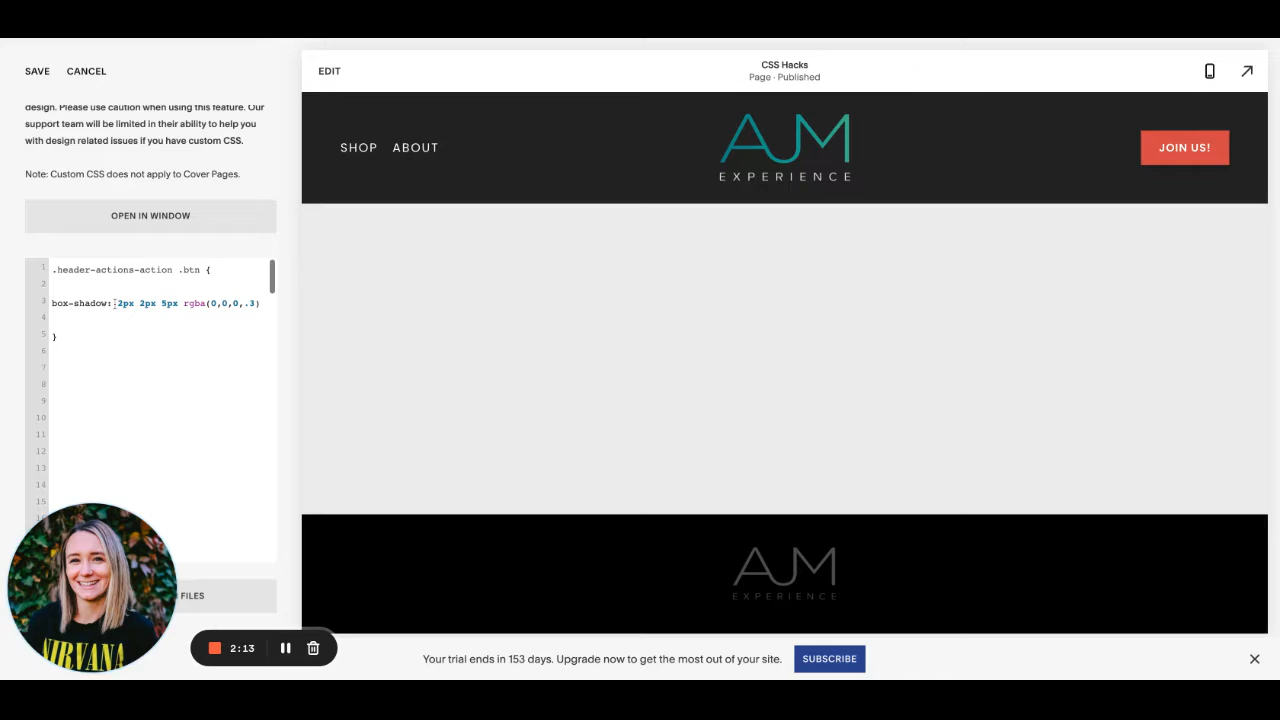 SAVE CANCEL
design. Please use caution when using this feature. Our
support team will be limited in their ability to help you
with design related issues if you have custom CSS.
Note: Custom CSS does not apply to Cover Pages.
OPEN IN WINDOW
1 .header-actions-action .btn {
2
3 box-shadow: 2px 2px 5px rgba(0,0,0,.3)
4
5 }
6
7
8
9
10
11
12
13
14
15
FILES
NIRVANA
2:13
EDIT
CSS Hacks
Page · Published
SHOP ABOUT
AJM
EXPERIENCE
JOIN US!
AJM
EXPERIENCE
Your trial ends in 153 days. Upgrade now to get the most out of your site. SUBSCRIBE